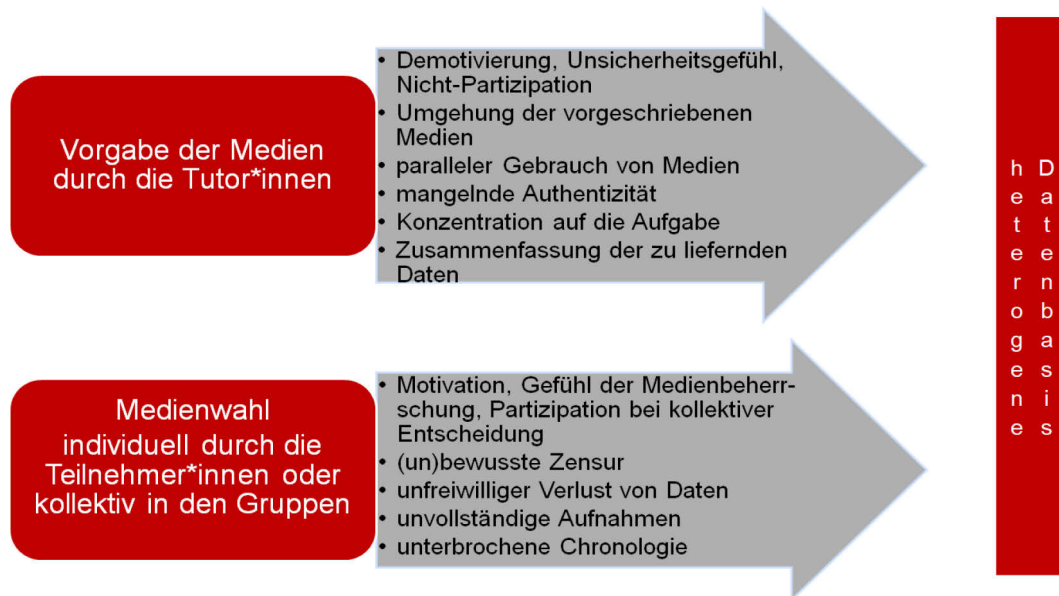 Vorgabe der Medien
durch die Tutor*innen
• Demotivierung, Unsicherheitsgefühl,
Nicht-Partizipation
• Umgehung der vorgeschriebenen
Medien
• paralleler Gebrauch von Medien
• mangelnde Authentizität
• Konzentration auf die Aufgabe
• Zusammenfassung der zu liefernden
Daten
Medienwahl
individuell durch die
Teilnehmer*innen oder
kollektiv in den Gruppen
• Motivation, Gefühl der Medienbeherr-
schung, Partizipation bei kollektiver
Entscheidung
• (un)bewusste Zensur
• unfreiwilliger Verlust von Daten
• unvollständige Aufnahmen
• unterbrochene Chronologie
heterogene
Datenbasis